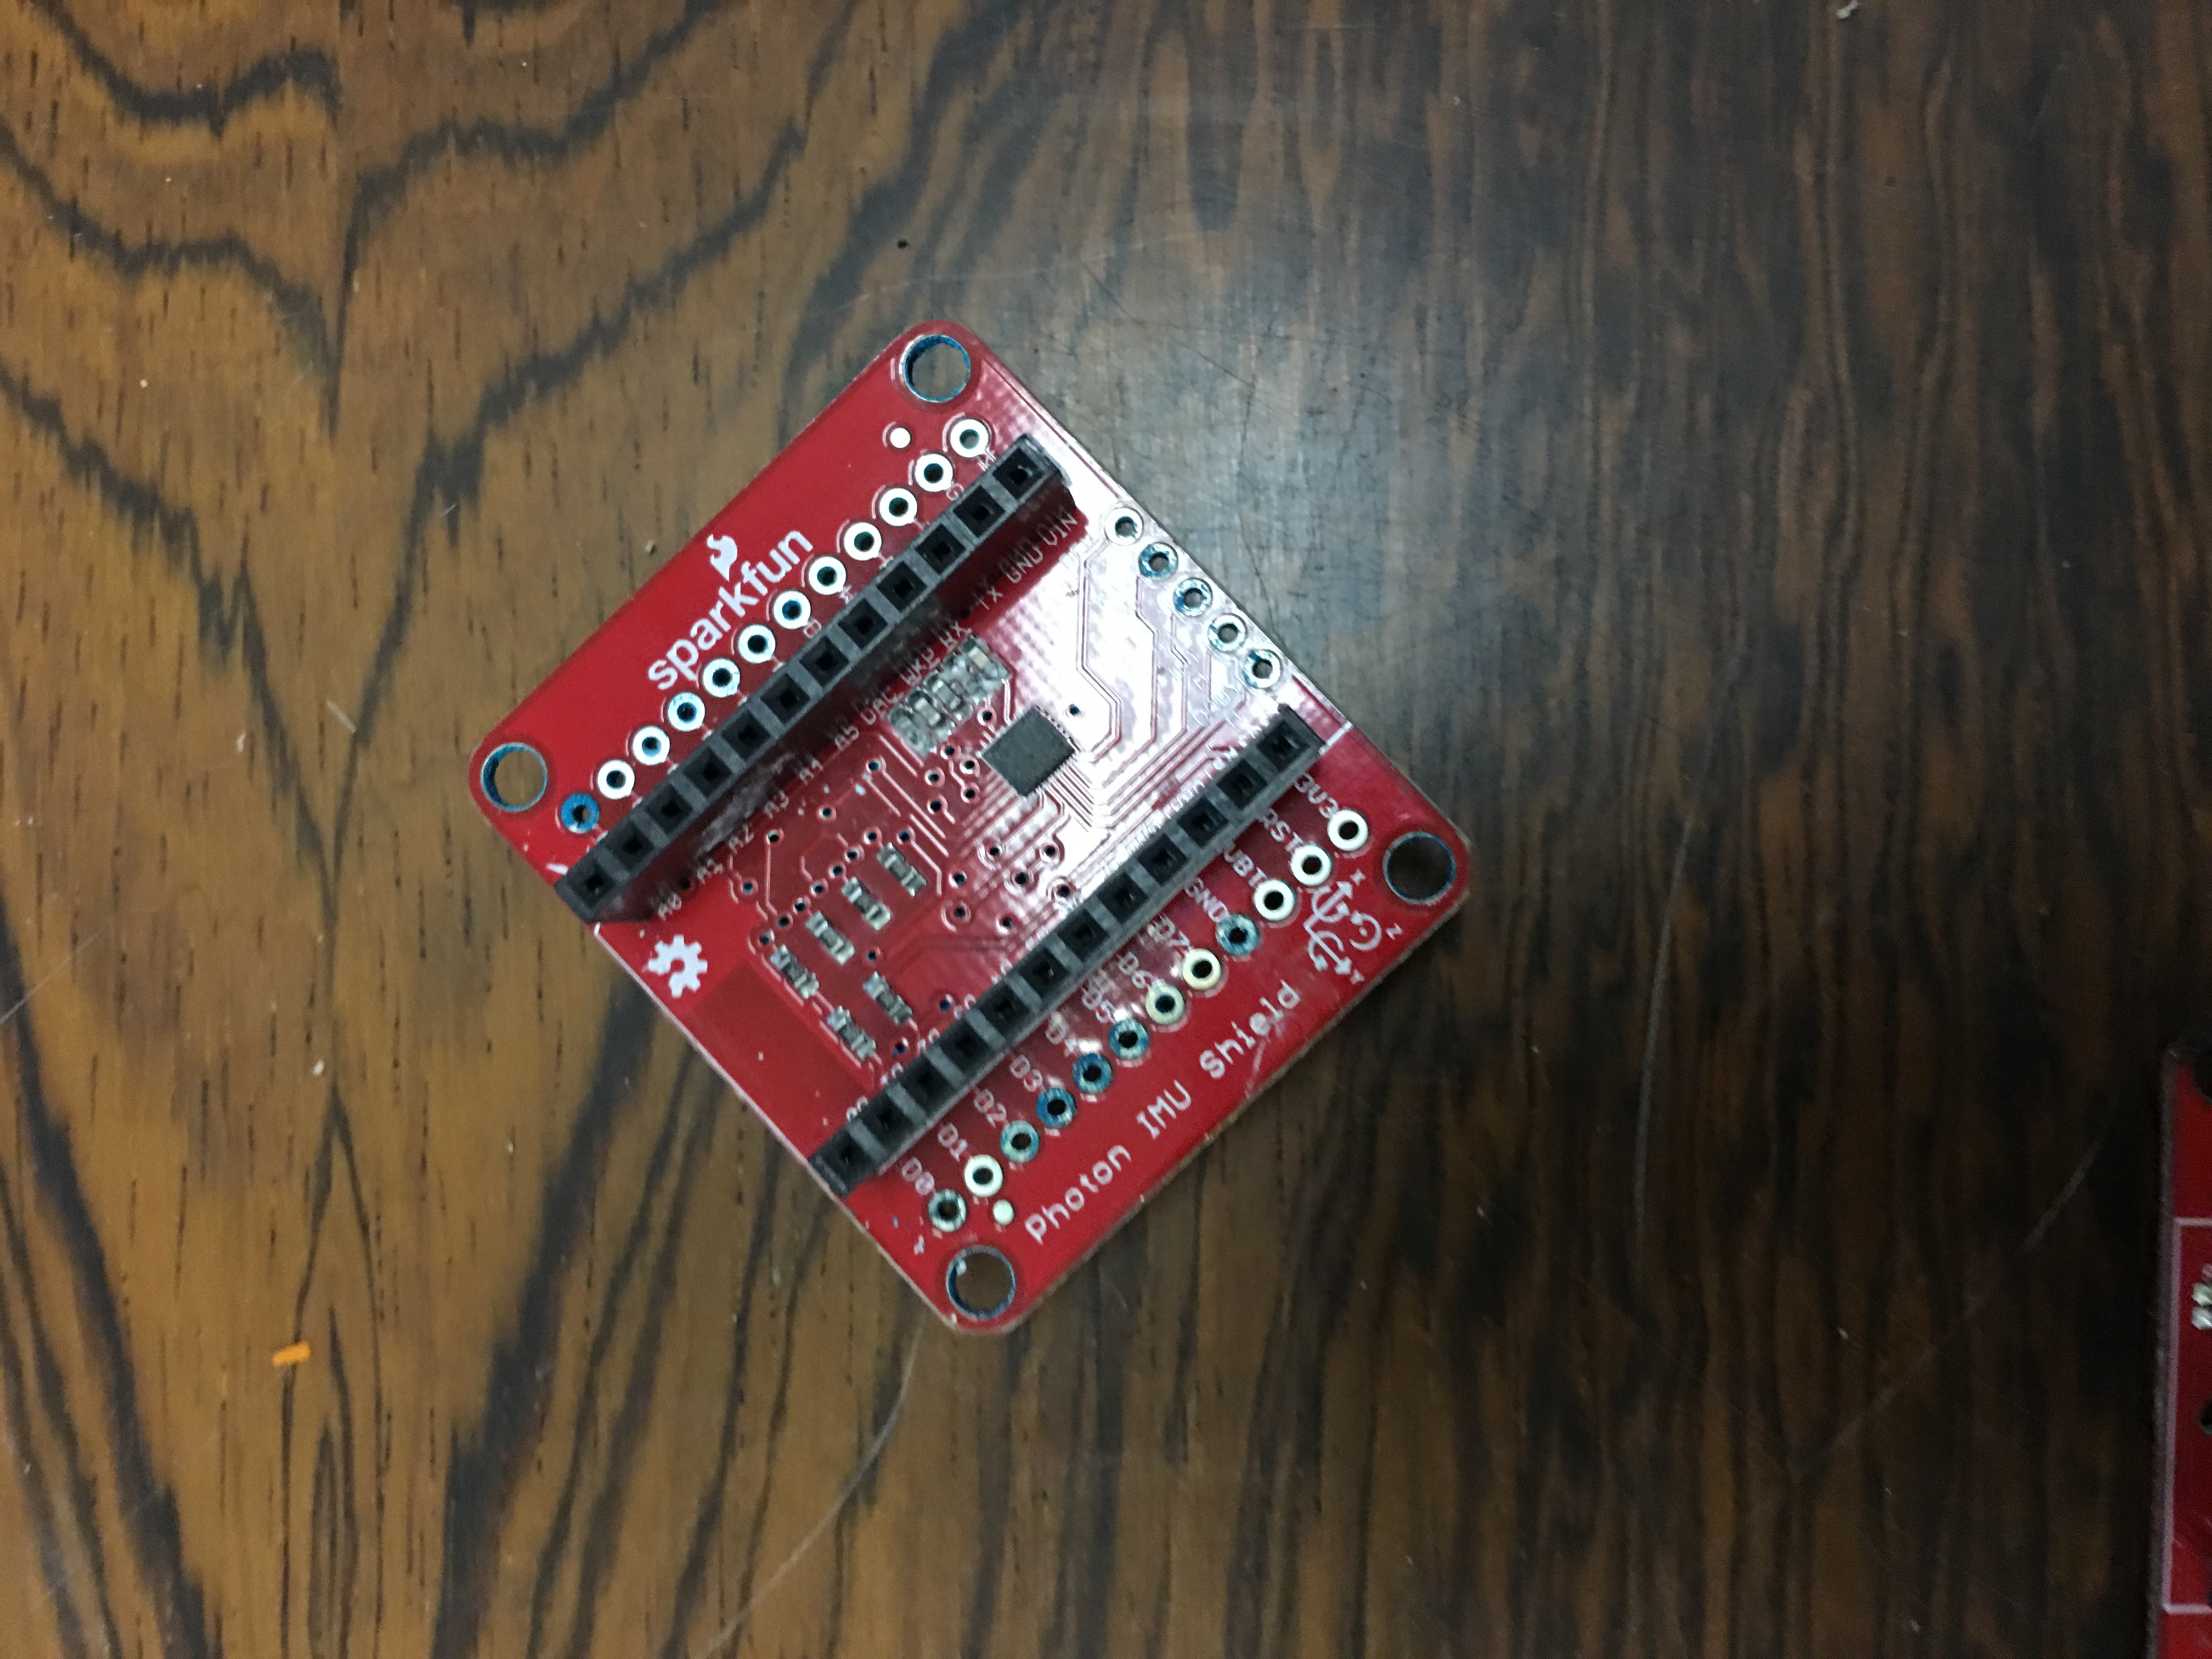 Photon IMU Shield
D0
D1
D2
D3
D4
D5
D6
D7
GND
VBT
RST
3V3
Y
Z
X
A0
A1
A2
A3
A4
A5
DAC
WKP
RX
TX
GND
VIN
sparkfun